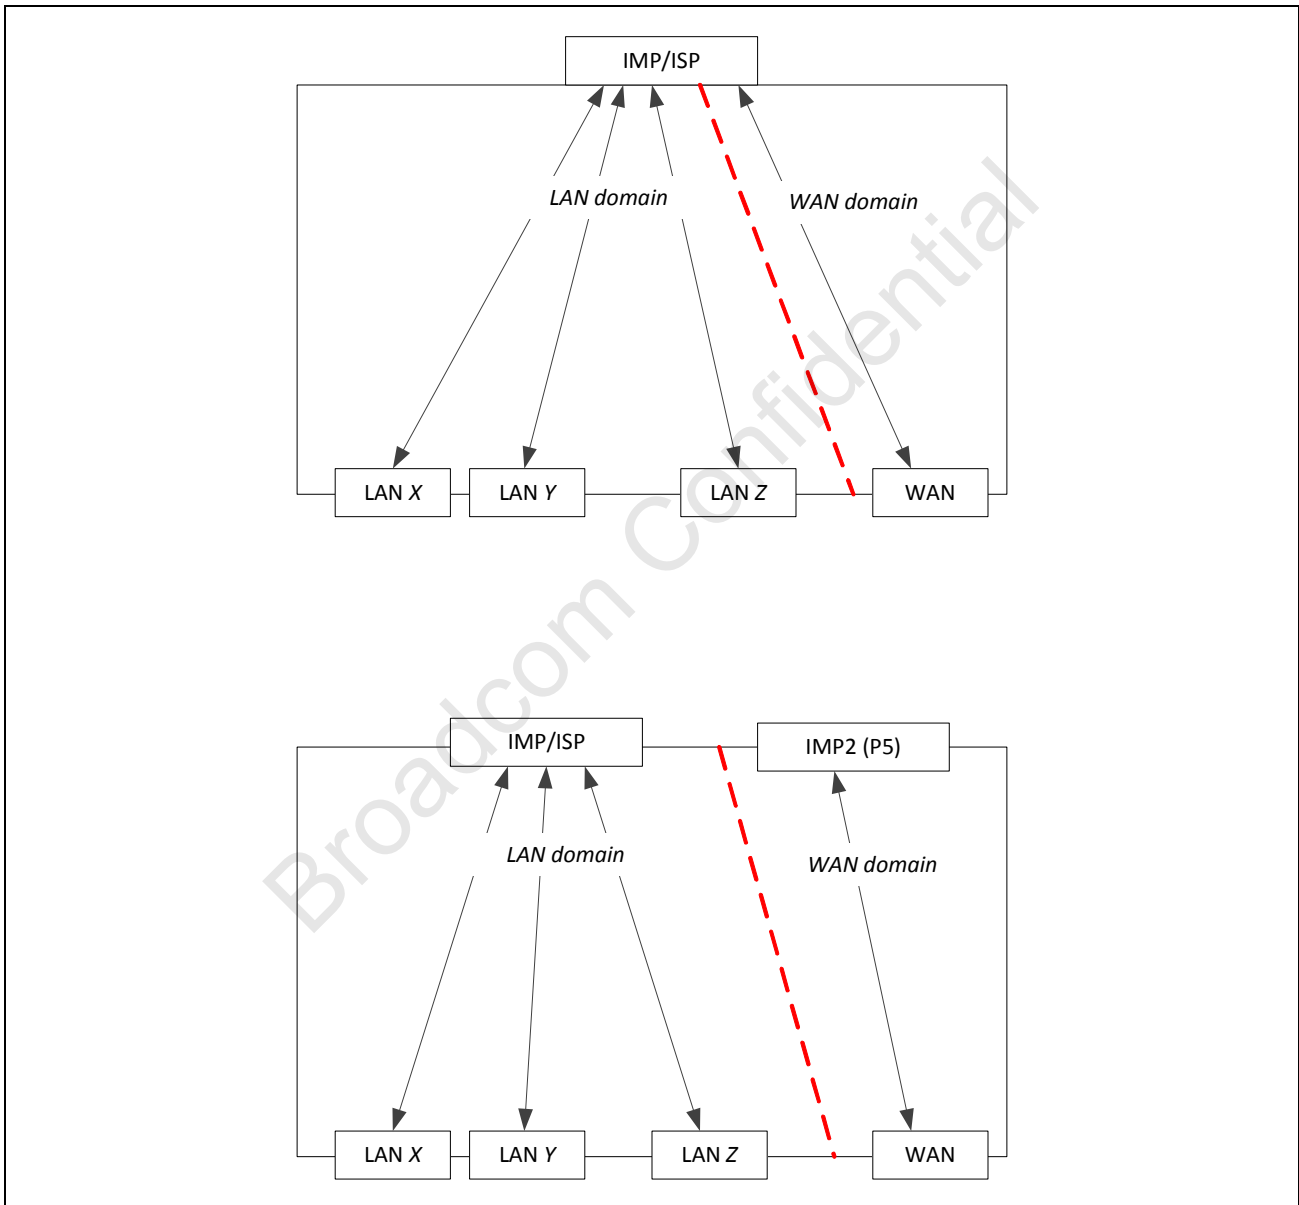 IMP/ISP
LAN domain
WAN domain
LAN X
LAN Y
LAN Z
WAN
Broadcom Confidential
IMP/ISP
IMP2 (P5)
LAN domain
WAN domain
LAN X
LAN Y
LAN Z
WAN